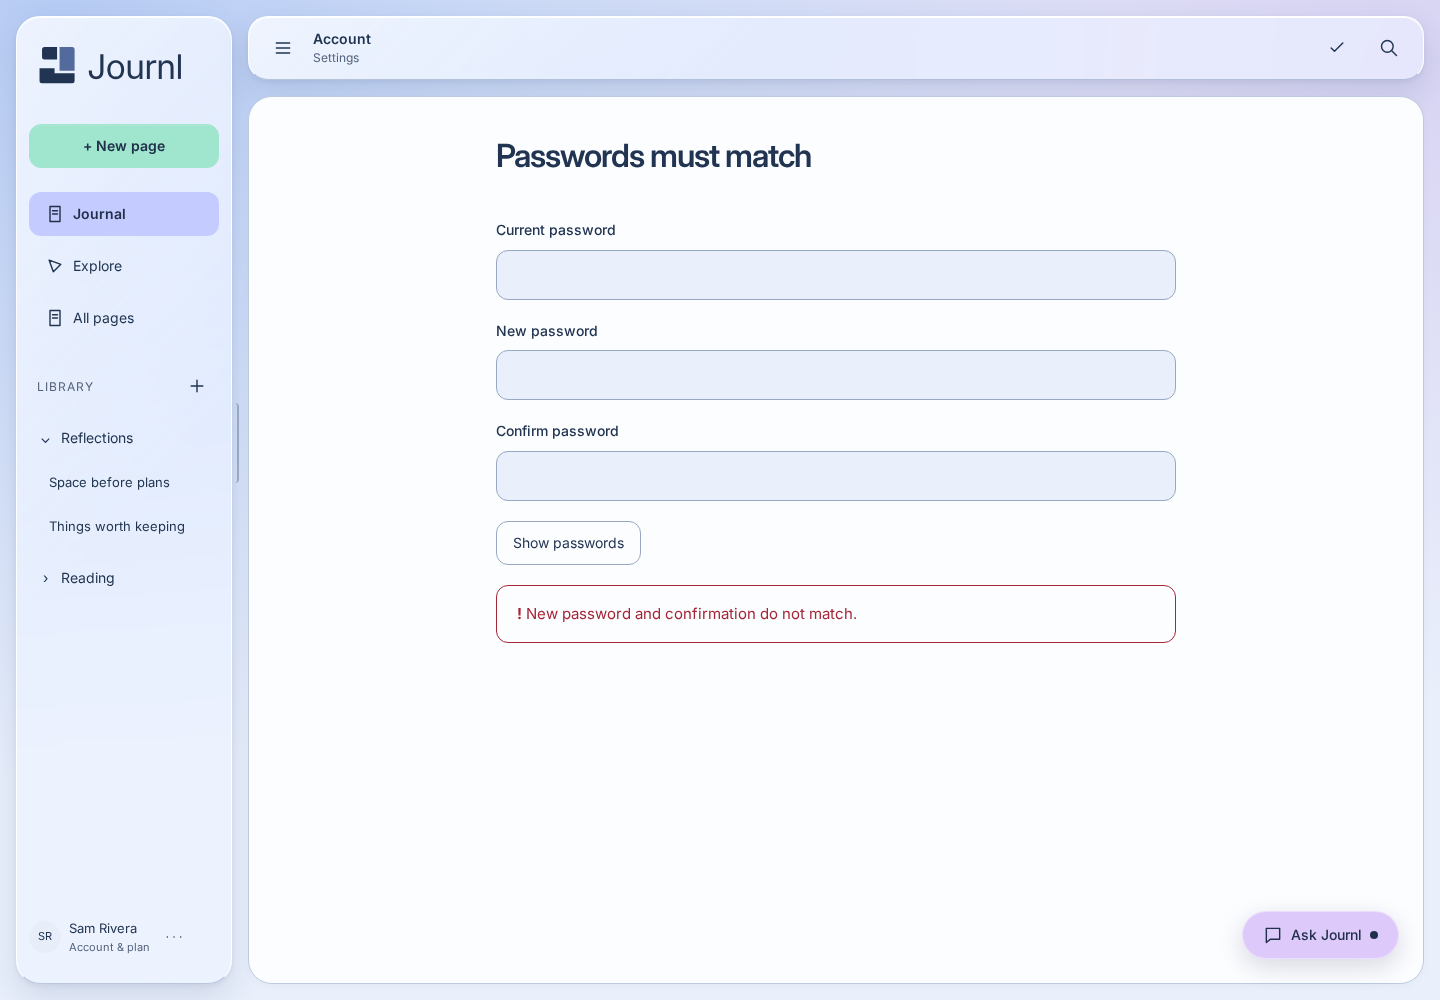 Journl
+ New page
Journal
Explore
All pages
LIBRARY
Reflections
Space before plans
Things worth keeping
Reading
SR
Sam Rivera
Account & plan
...
Account
Settings
Passwords must match
Current password
New password
Confirm password
Show passwords
! New password and confirmation do not match.
Ask Journl